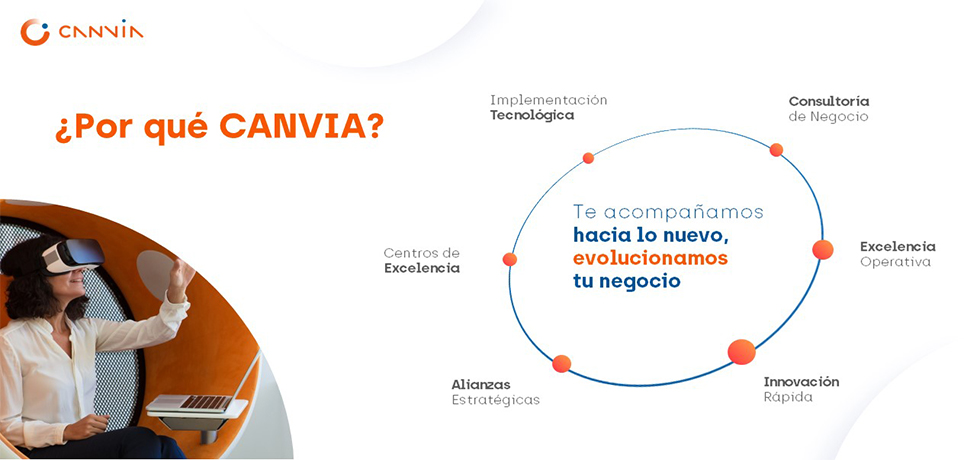 CANVIA
¿Por qué CANVIA?
Implementación
Tecnológica
Consultoría
de Negocio
Te acompañamos
hacia lo nuevo,
evolucionamos
tu negocio
Centros de
Excelencia
Excelencia
Operativa
Alianzas
Estratégicas
Innovación
Rápida